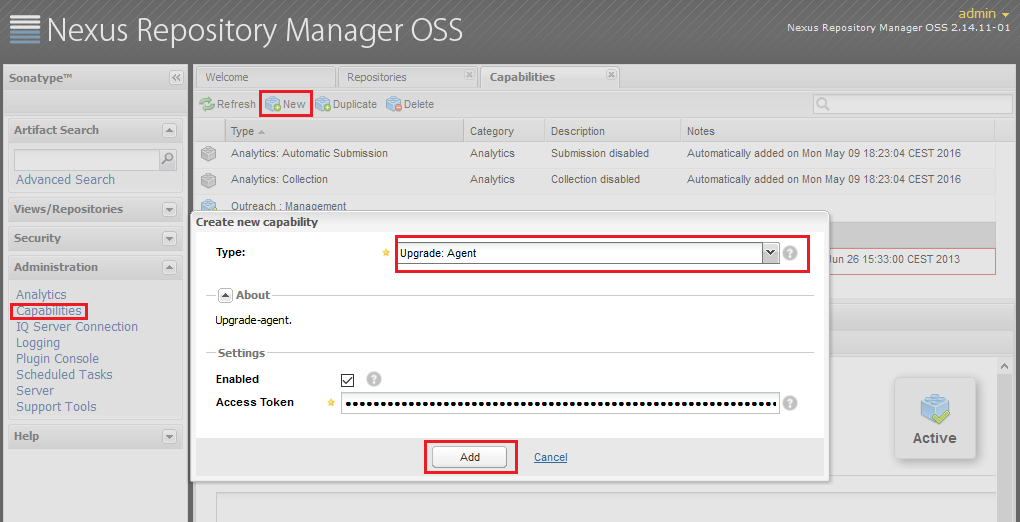 Nexus Repository Manager OSS
admin
Nexus Repository Manager OSS 2.14.11-01
Sonatype™
Welcome
Repositories
Capabilities
Refresh
New
Duplicate
Delete
Artifact Search
Advanced Search
Views/Repositories
Security
Administration
Analytics
Capabilities
IQ Server Connection
Logging
Plugin Console
Scheduled Tasks
Server
Support Tools
Help
Type Category Description Notes
Analytics: Automatic Submission Analytics Submission disabled Automatically added on Mon May 09 18:23:04 CEST 2016
Analytics: Collection Analytics Collection disabled Automatically added on Mon May 09 18:23:04 CEST 2016
Outreach : Management
26 15:33:00 CEST 2013
Create new capability
Type: Upgrade: Agent
About
Upgrade-agent.
Settings
Enabled
Access Token
Add Cancel
Active